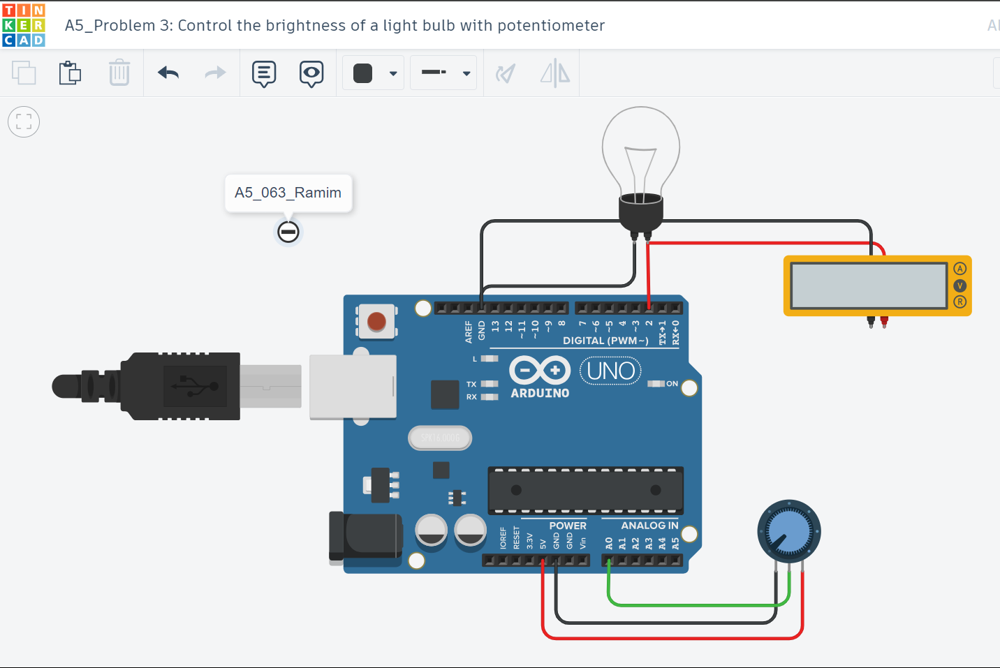 TIN
KER
CAD
A5_Problem 3: Control the brightness of a light bulb with potentiometer
A5_063_Ramim
A
V
R
AREF
GND
13
12
~11
~10
~9
8
7
~6
~5
4
~3
2
TX→1
RX←0
DIGITAL (PWM~)
L
TX
RX
ARDUINO
UNO
ON
SPK16.000G
POWER
ANALOG IN
IOREF
RESET
3.3V
5V
GND
GND
Vin
A0
A1
A2
A3
A4
A5